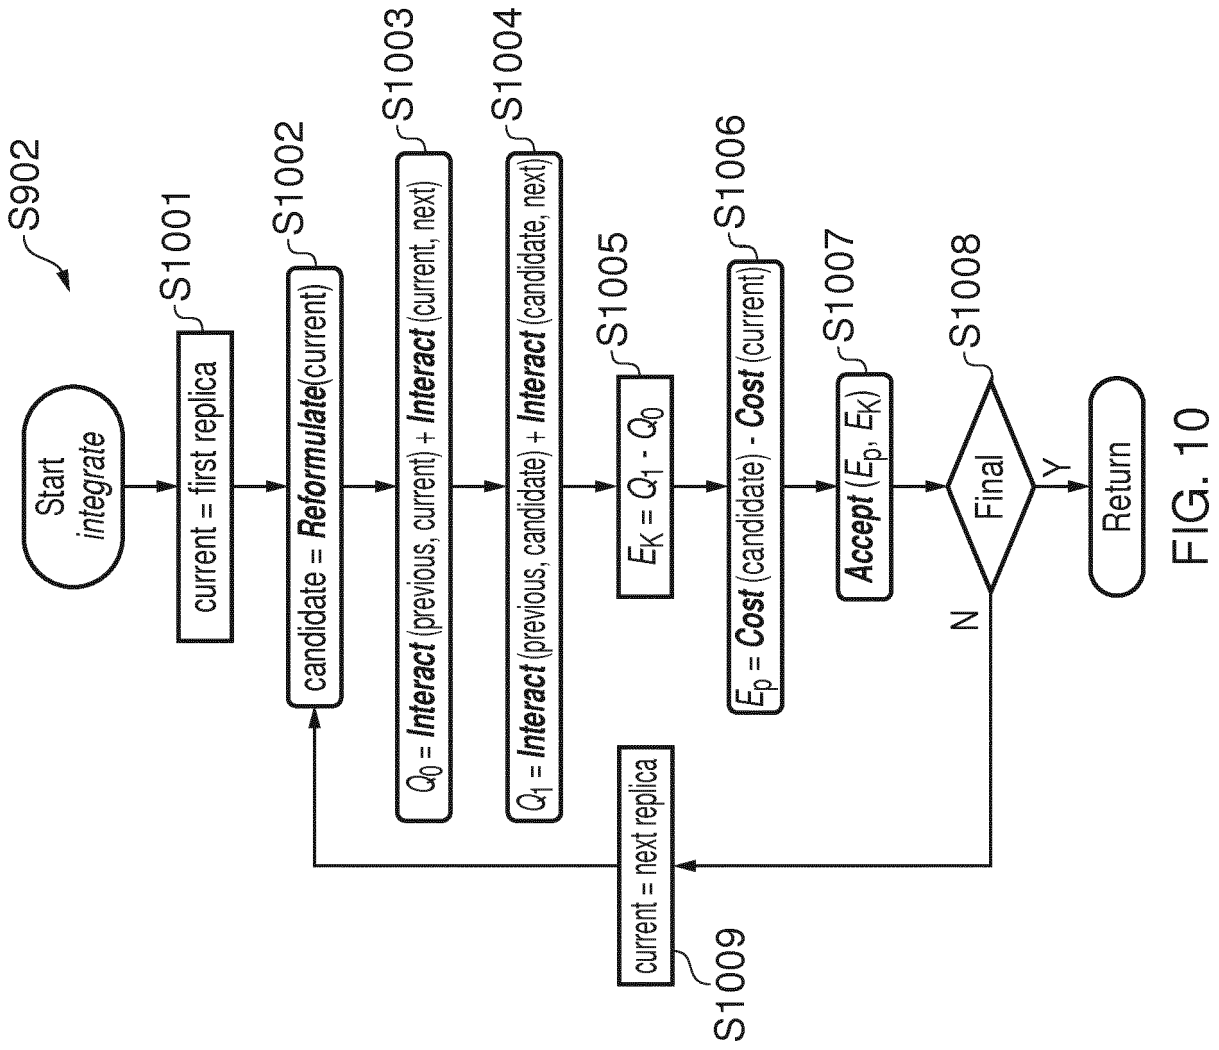 S902
Start
integrate
S1001
current = first replica
S1002
candidate = Reformulate(current)
S1003
Q0 = Interact (previous, current) + Interact (current, next)
S1004
Q1 = Interact (previous, candidate) + Interact (candidate, next)
S1005
EK = Q1 - Q0
S1006
Ep = Cost (candidate) - Cost (current)
S1007
Accept (Ep, EK)
S1008
Final
N
Y
current = next replica
S1009
Return
FIG. 10